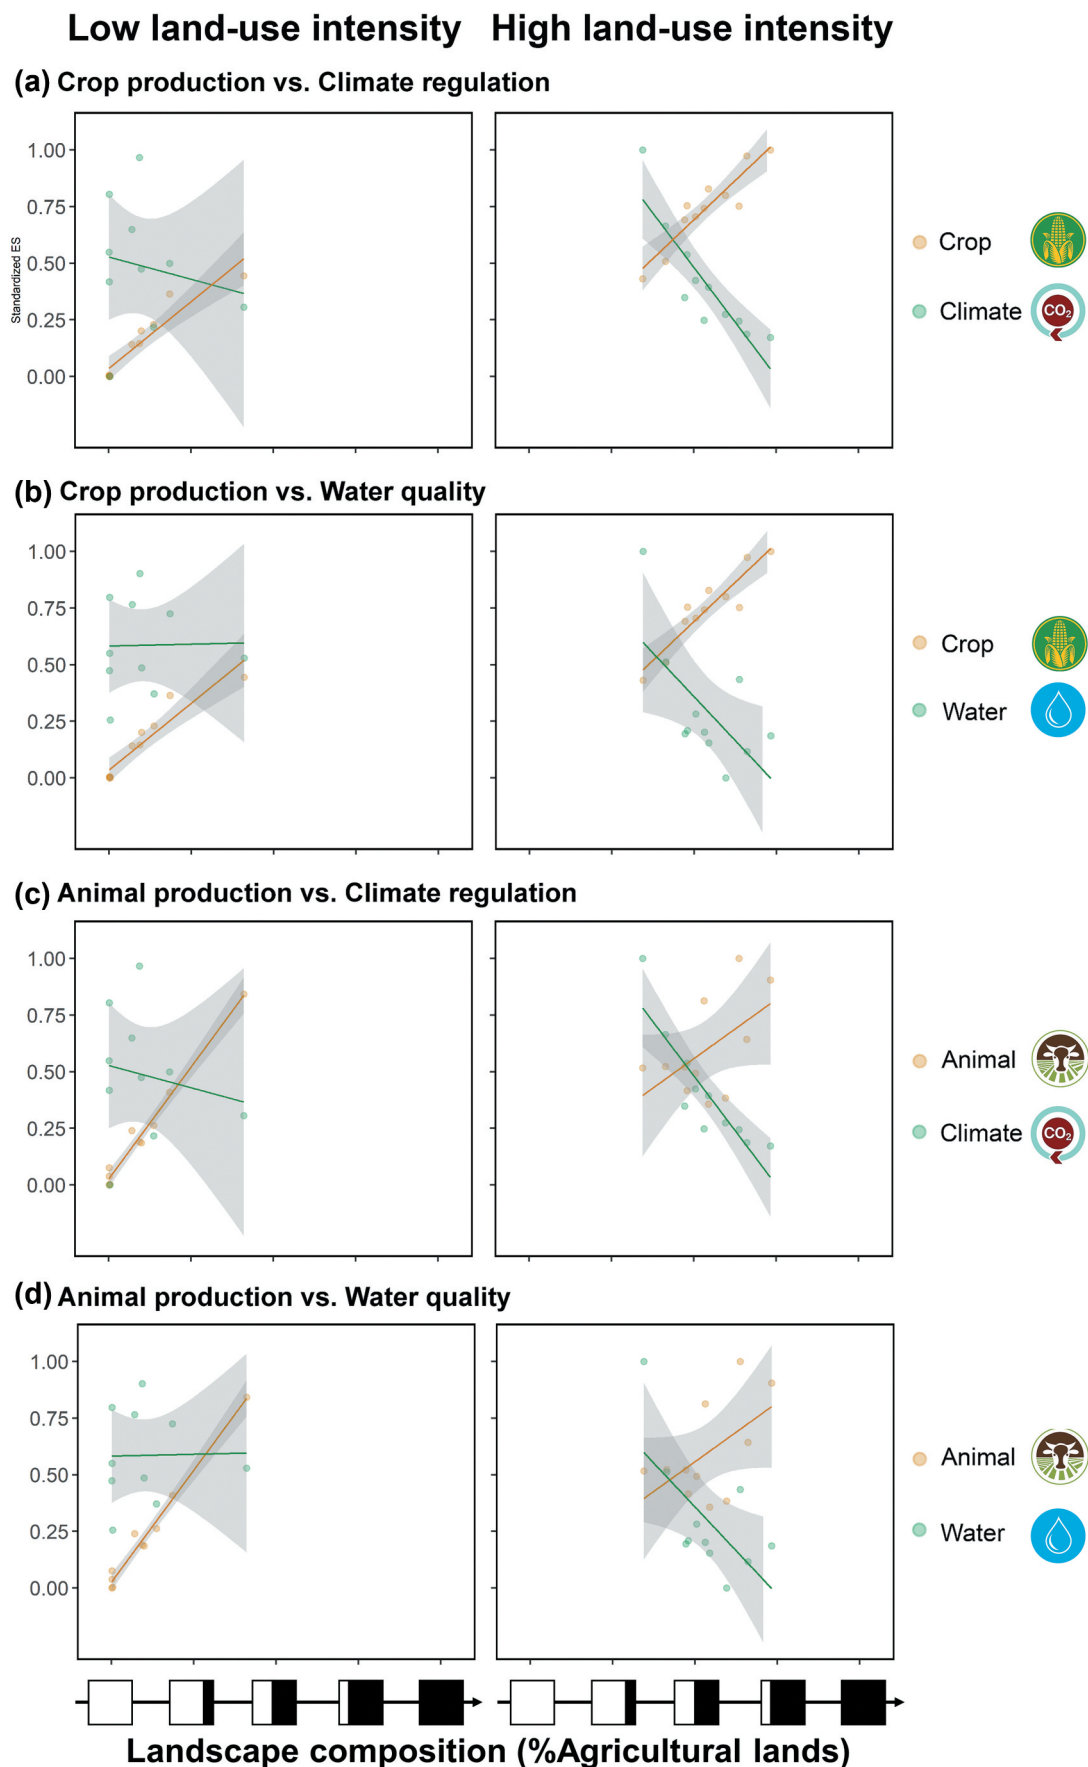 Low land-use intensity High land-use intensity
(a) Crop production vs. Climate regulation
Standardized ES
1.00
0.75
0.50
0.25
0.00
Crop
Climate
CO₂
(b) Crop production vs. Water quality
1.00
0.75
0.50
0.25
0.00
Crop
Water
(c) Animal production vs. Climate regulation
1.00
0.75
0.50
0.25
0.00
Animal
Climate
CO₂
(d) Animal production vs. Water quality
1.00
0.75
0.50
0.25
0.00
Animal
Water
Landscape composition (%Agricultural lands)